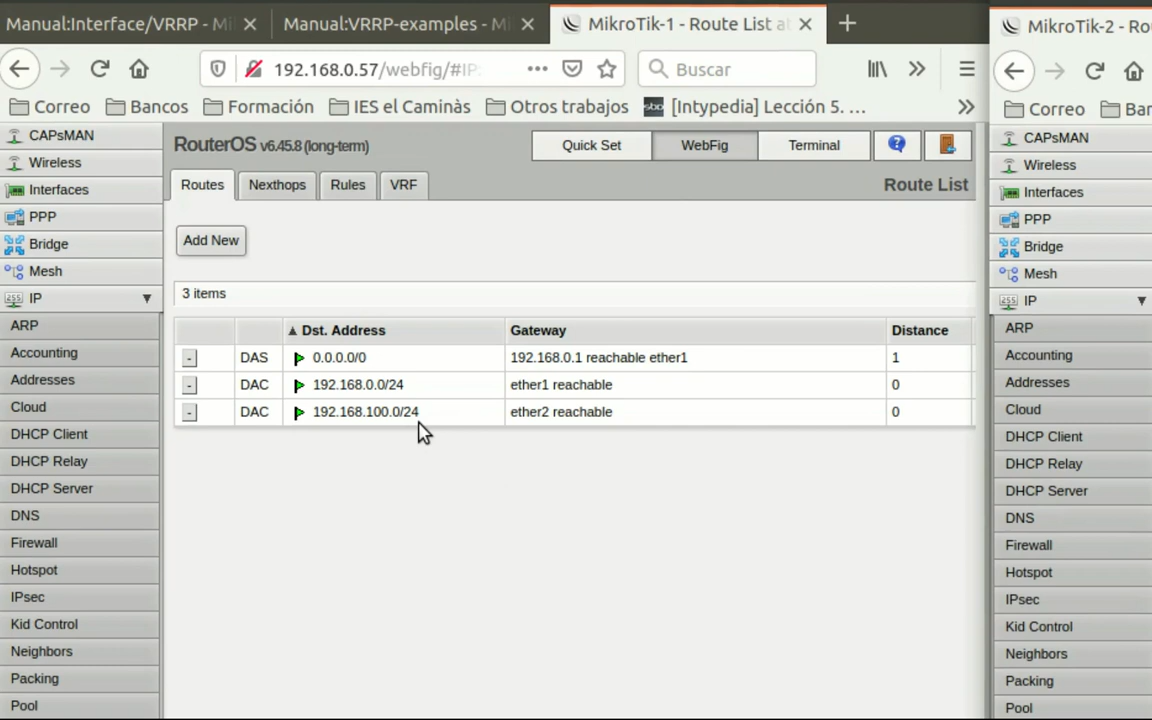 Manual:Interface/VRRP - Mi
Manual:VRRP-examples - Mi
MikroTik-1 - Route List at
MikroTik-2 - Ro
192.168.0.57/webfig/#IP:
Buscar
Correo
Bancos
Formación
IES el Caminàs
Otros trabajos
[Intypedia] Lección 5. ...
Correo
Ban
CAPsMAN
Wireless
Interfaces
PPP
Bridge
Mesh
IP
ARP
Accounting
Addresses
Cloud
DHCP Client
DHCP Relay
DHCP Server
DNS
Firewall
Hotspot
IPsec
Kid Control
Neighbors
Packing
Pool
RouterOS v6.45.8 (long-term)
Quick Set
WebFig
Terminal
Routes
Nexthops
Rules
VRF
Route List
Add New
3 items
▲ Dst. Address Gateway Distance
- DAS 0.0.0.0/0 192.168.0.1 reachable ether1 1
- DAC 192.168.0.0/24 ether1 reachable 0
- DAC 192.168.100.0/24 ether2 reachable 0
CAPsMAN
Wireless
Interfaces
PPP
Bridge
Mesh
IP
ARP
Accounting
Addresses
Cloud
DHCP Client
DHCP Relay
DHCP Server
DNS
Firewall
Hotspot
IPsec
Kid Control
Neighbors
Packing
Pool